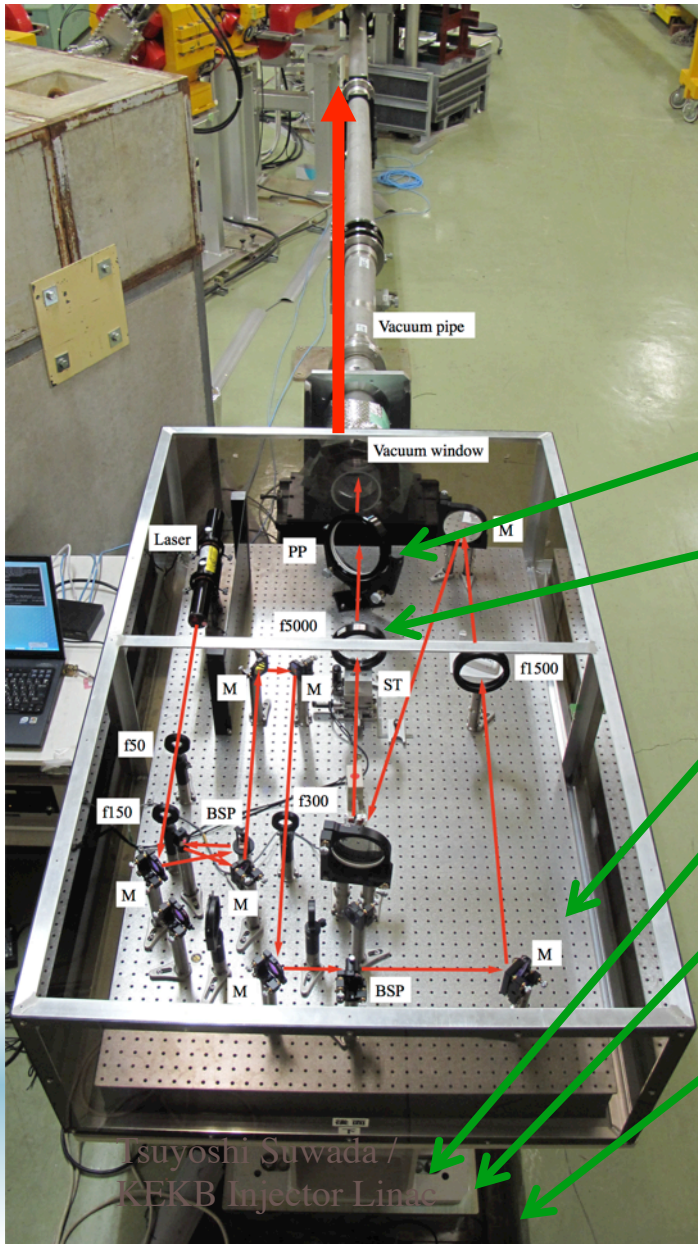 Vacuum pipe
Vacuum window
Laser
PP
M
f5000
M
M
ST
f1500
f50
f150
BSP
f300
M
M
M
BSP
M
Tsuyoshi Suwada /
KEKB Injector Linac